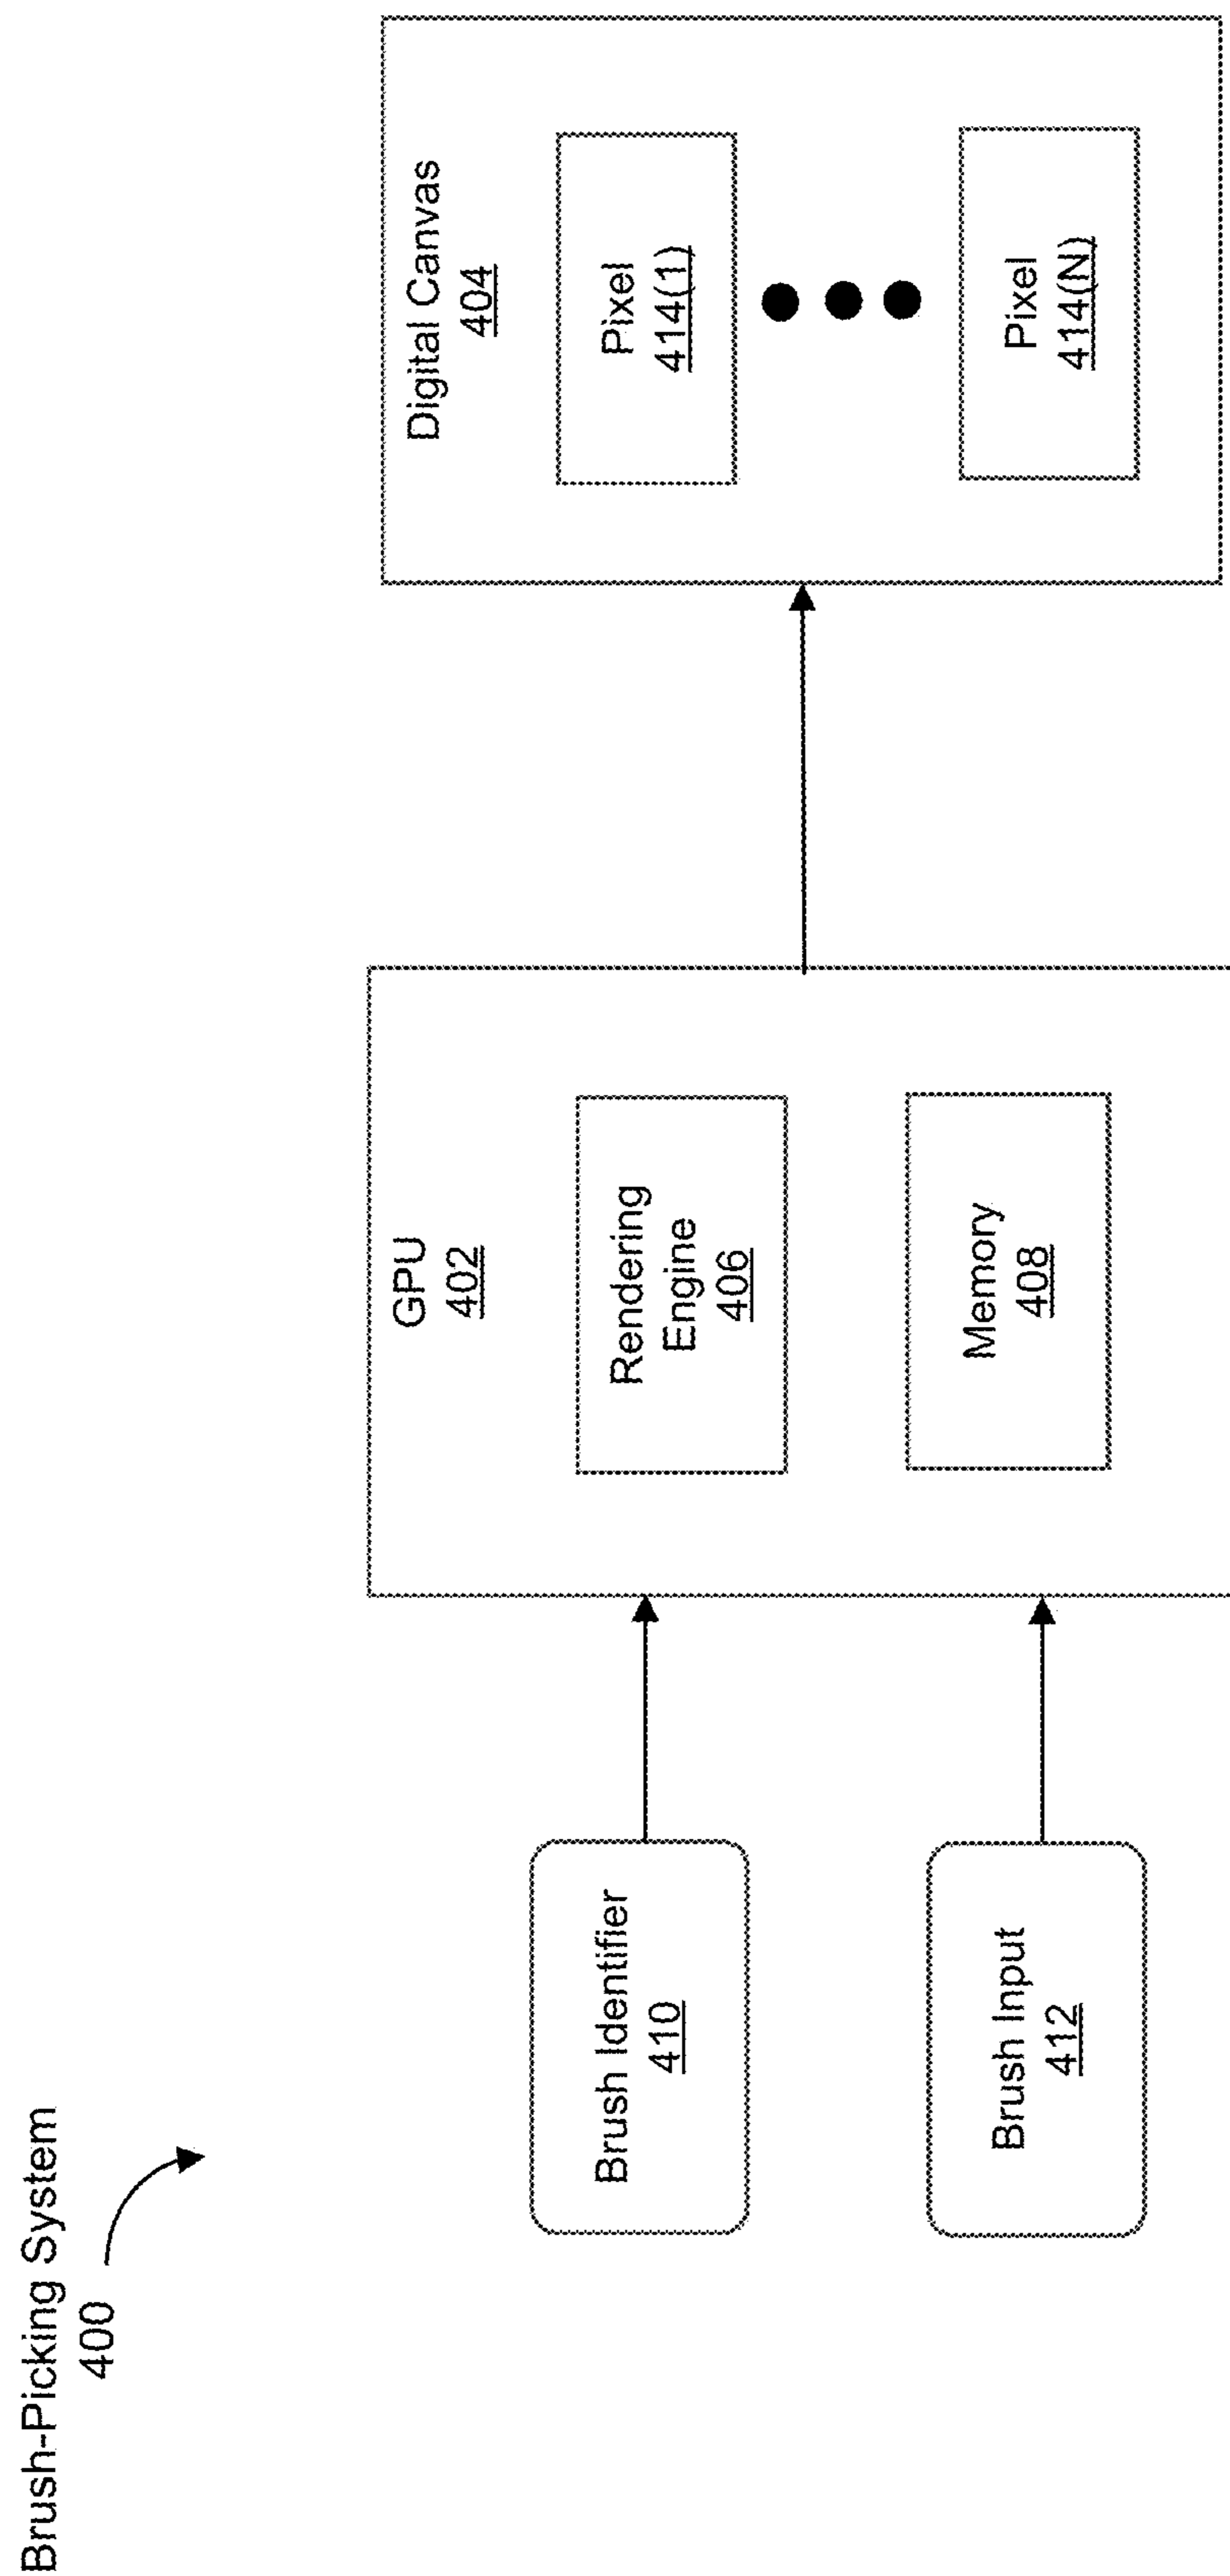 Brush-Picking System
400
Brush Identifier
410
Brush Input
412
GPU
402
Rendering
Engine
406
Memory
408
Digital Canvas
404
Pixel
414(1)
Pixel
414(N)